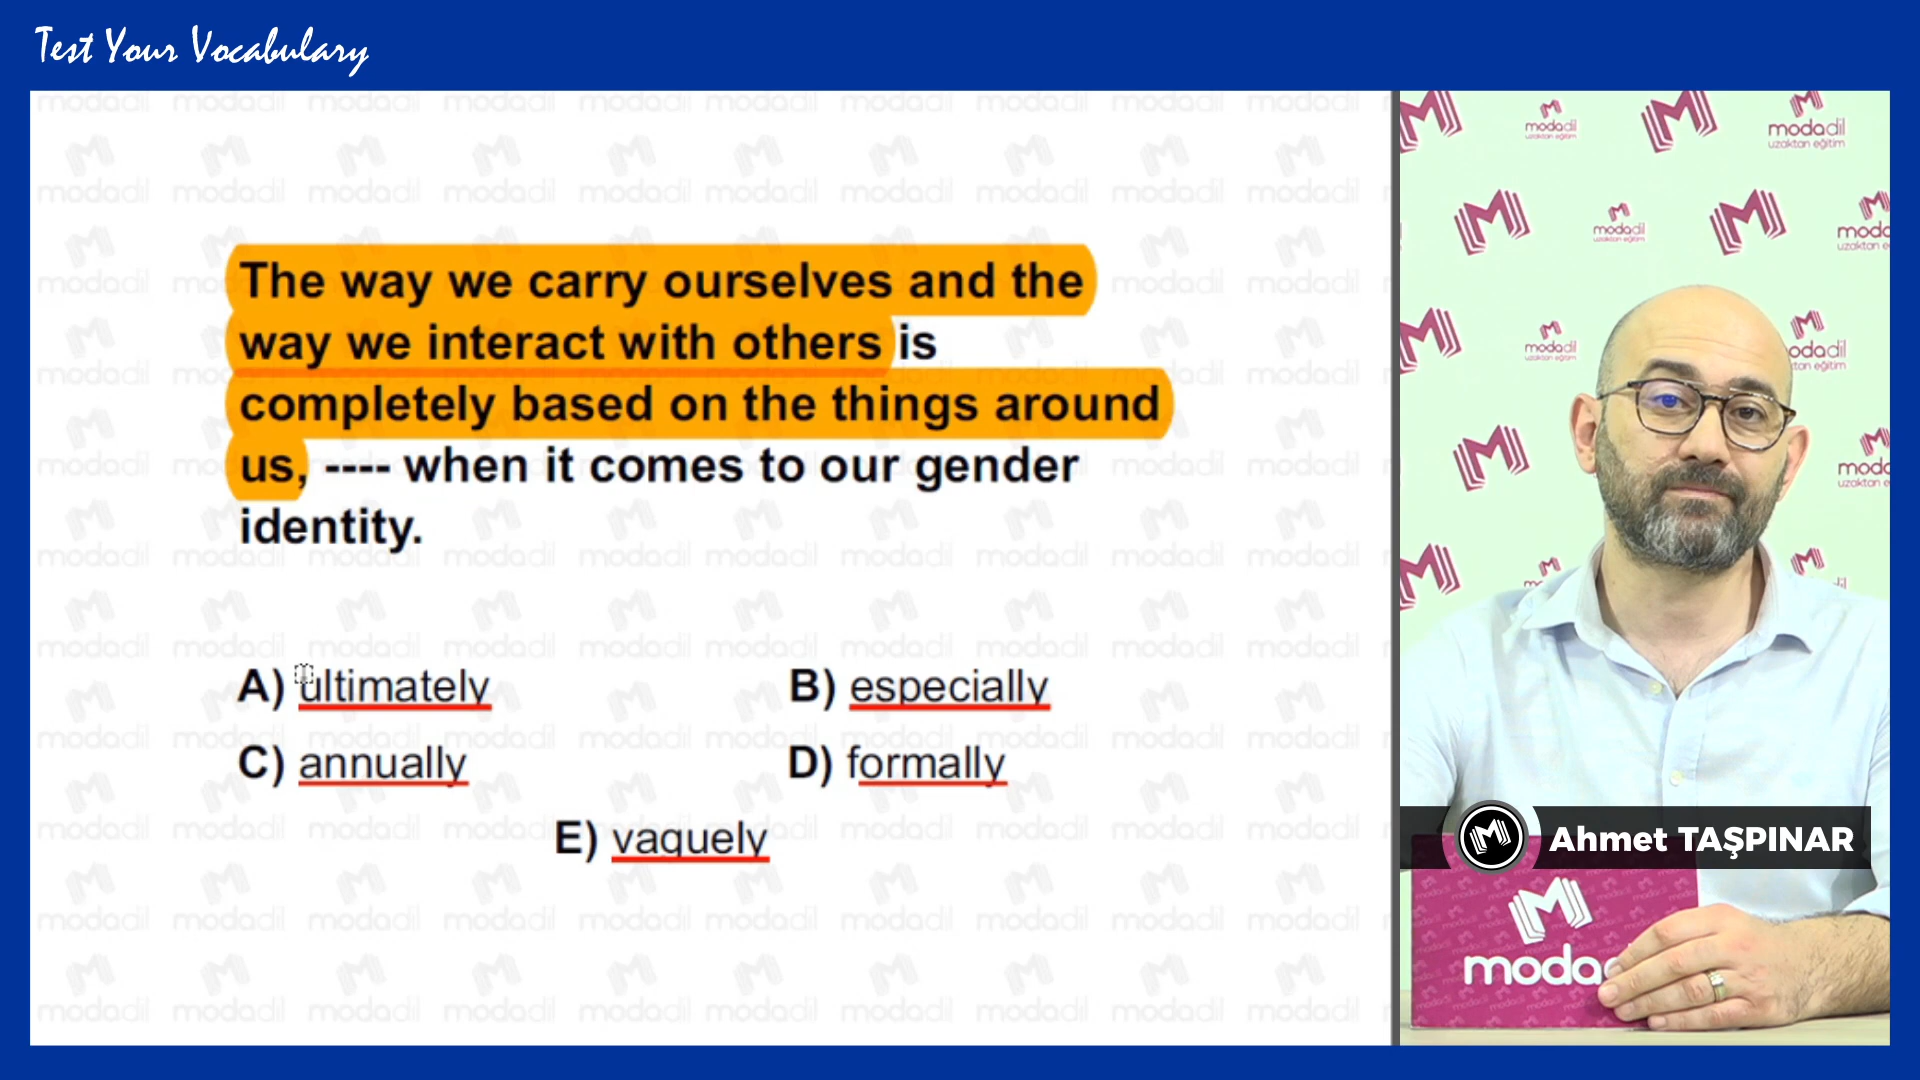 Test Your Vocabulary
The way we carry ourselves and the
way we interact with others is
completely based on the things around
us, ---- when it comes to our gender
identity.
A) ultimately
B) especially
C) annually
D) formally
E) vaguely
modadil
uzaktan eğitim
Ahmet TAŞPINAR